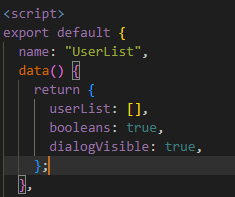 <script>
export default {
  name: "UserList",
  data() {
    return {
      userList: [],
      booleans: true,
      dialogVisible: true,
    };
  },